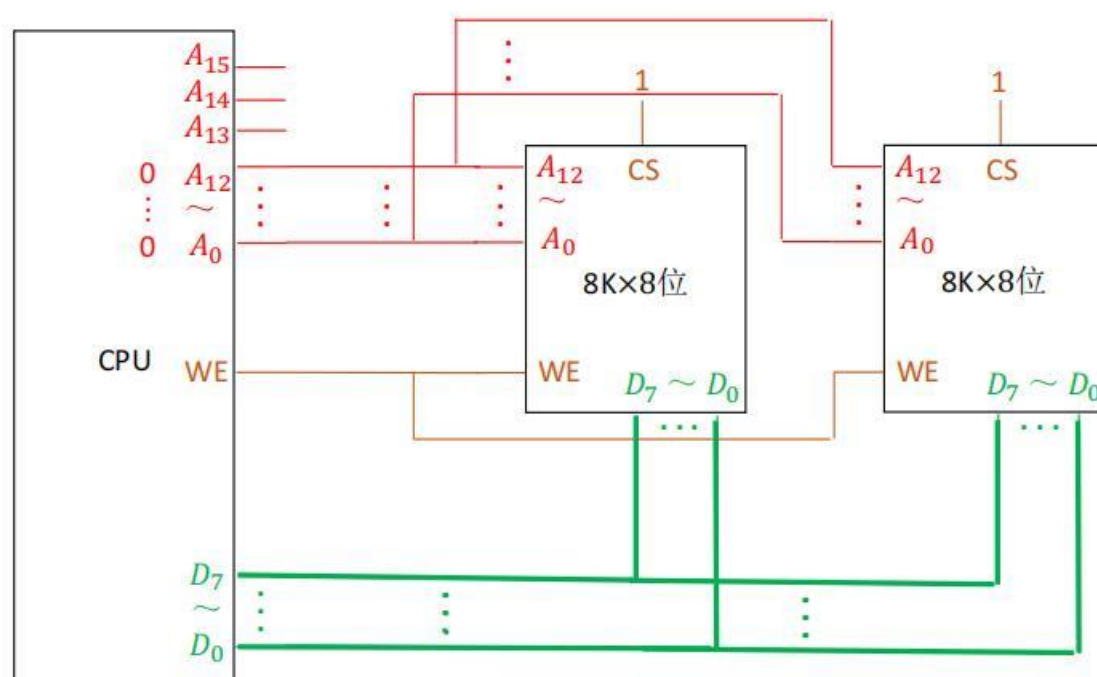 A₁₅
A₁₄
A₁₃
0 A₁₂
⋮ ~
0 A₀
CPU
WE
D₇
~
D₀
1
CS
A₁₂
~
A₀
8K×8位
WE
D₇ ~ D₀
1
CS
A₁₂
~
A₀
8K×8位
WE
D₇ ~ D₀